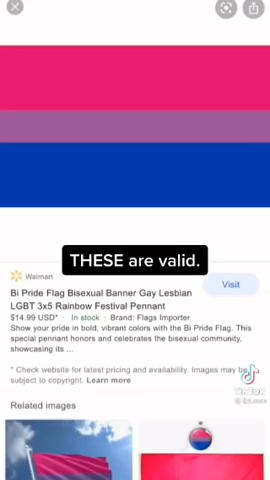 THESE are valid.
Walmart
Bi Pride Flag Bisexual Banner Gay Lesbian
LGBT 3x5 Rainbow Festival Pennant
Visit
$14.99 USD* · In stock · Brand: Flags Importer
Show your pride in bold, vibrant colors with the Bi Pride Flag. This
special pennant honors and celebrates the bisexual community,
showcasing its ...
* Check website for latest pricing and availability. Images may be
subject to copyright. Learn more
TikTok
Related images